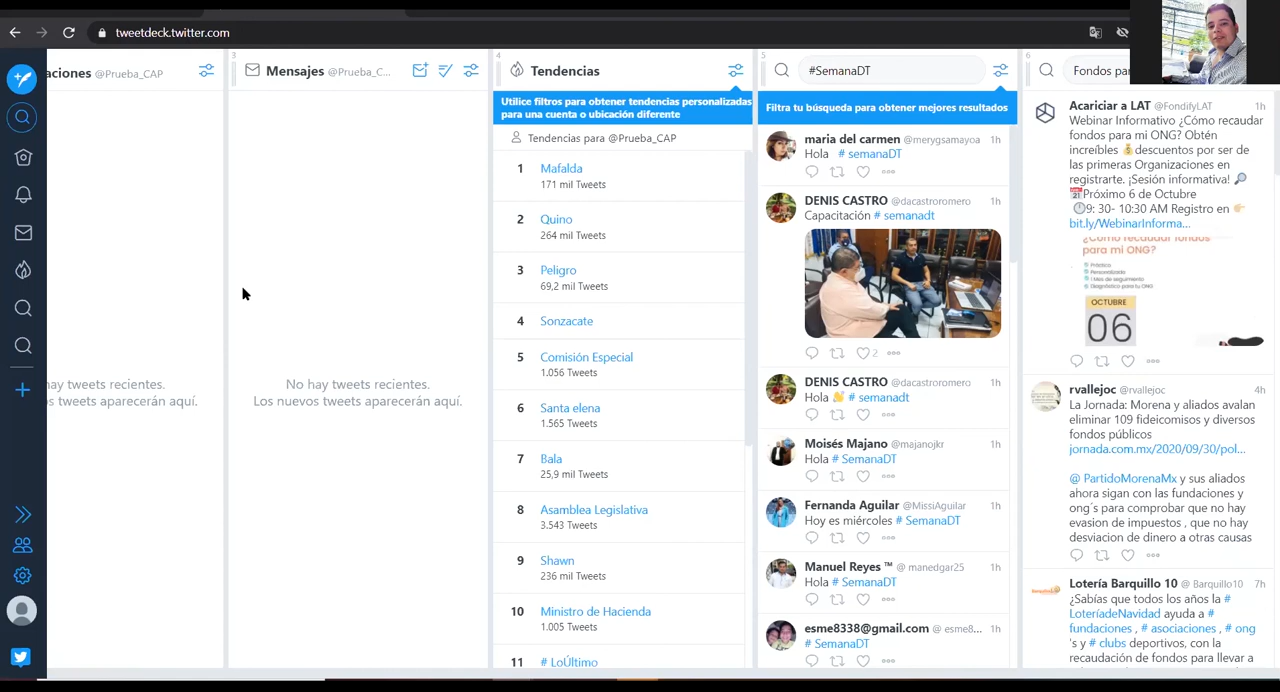 tweetdeck.twitter.com
aciones @Prueba_CAP
hay tweets recientes.
os tweets aparecerán aquí.
3
Mensajes @Prueba_C...
No hay tweets recientes.
Los nuevos tweets aparecerán aquí.
4
Tendencias
Utilice filtros para obtener tendencias personalizadas
para una cuenta o ubicación diferente
Tendencias para @Prueba_CAP
1 Mafalda
171 mil Tweets
2 Quino
264 mil Tweets
3 Peligro
69,2 mil Tweets
4 Sonzacate
5 Comisión Especial
1.056 Tweets
6 Santa elena
1.565 Tweets
7 Bala
25,9 mil Tweets
8 Asamblea Legislativa
3.543 Tweets
9 Shawn
236 mil Tweets
10 Ministro de Hacienda
1.005 Tweets
11 # LoÚltimo
5
#SemanaDT
Filtra tu búsqueda para obtener mejores resultados
maria del carmen @merygsamayoa 1h
Hola # semanaDT
DENIS CASTRO @dacastroromero 1h
Capacitación # semanadt
2
DENIS CASTRO @dacastroromero 1h
Hola 👋 # semanadt
Moisés Majano @majanojkr 1h
Hola # SemanaDT
Fernanda Aguilar @MissiAguilar 1h
Hoy es miércoles # SemanaDT
Manuel Reyes ™ @ manedgar25 1h
Hola # SemanaDT
esme8338@gmail.com @ esme8... 1h
# SemanaDT
6
Fondos par
Acariciar a LAT @FondifyLAT 1h
Webinar Informativo ¿Cómo recaudar
fondos para mi ONG? Obtén
increíbles 💰descuentos por ser de
las primeras Organizaciones en
registrarte. ¡Sesión informativa! 🔎
📅Próximo 6 de Octubre
🕘9: 30- 10:30 AM Registro en 👉
bit.ly/WebinarInforma...
¿Cómo recaudar fondos
para mi ONG?
OCTUBRE
06
rvallejoc @rvallejoc 4h
La Jornada: Morena y aliados avalan
eliminar 109 fideicomisos y diversos
fondos públicos
jornada.com.mx/2020/09/30/pol...
@ PartidoMorenaMx y sus aliados
ahora sigan con las fundaciones y
ong´s para comprobar que no hay
evasion de impuestos , que no hay
desviacion de dinero a otras causas
Lotería Barquillo 10 @ Barquillo10 7h
¿Sabías que todos los años la #
LoteríadeNavidad ayuda a #
fundaciones , # asociaciones , # ong
's y # clubs deportivos, con la
recaudación de fondos para llevar a